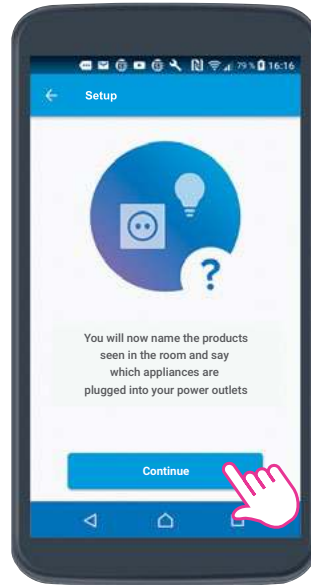 79 % 16:16
Setup
?
You will now name the products
seen in the room and say
which appliances are
plugged into your power outlets
Continue